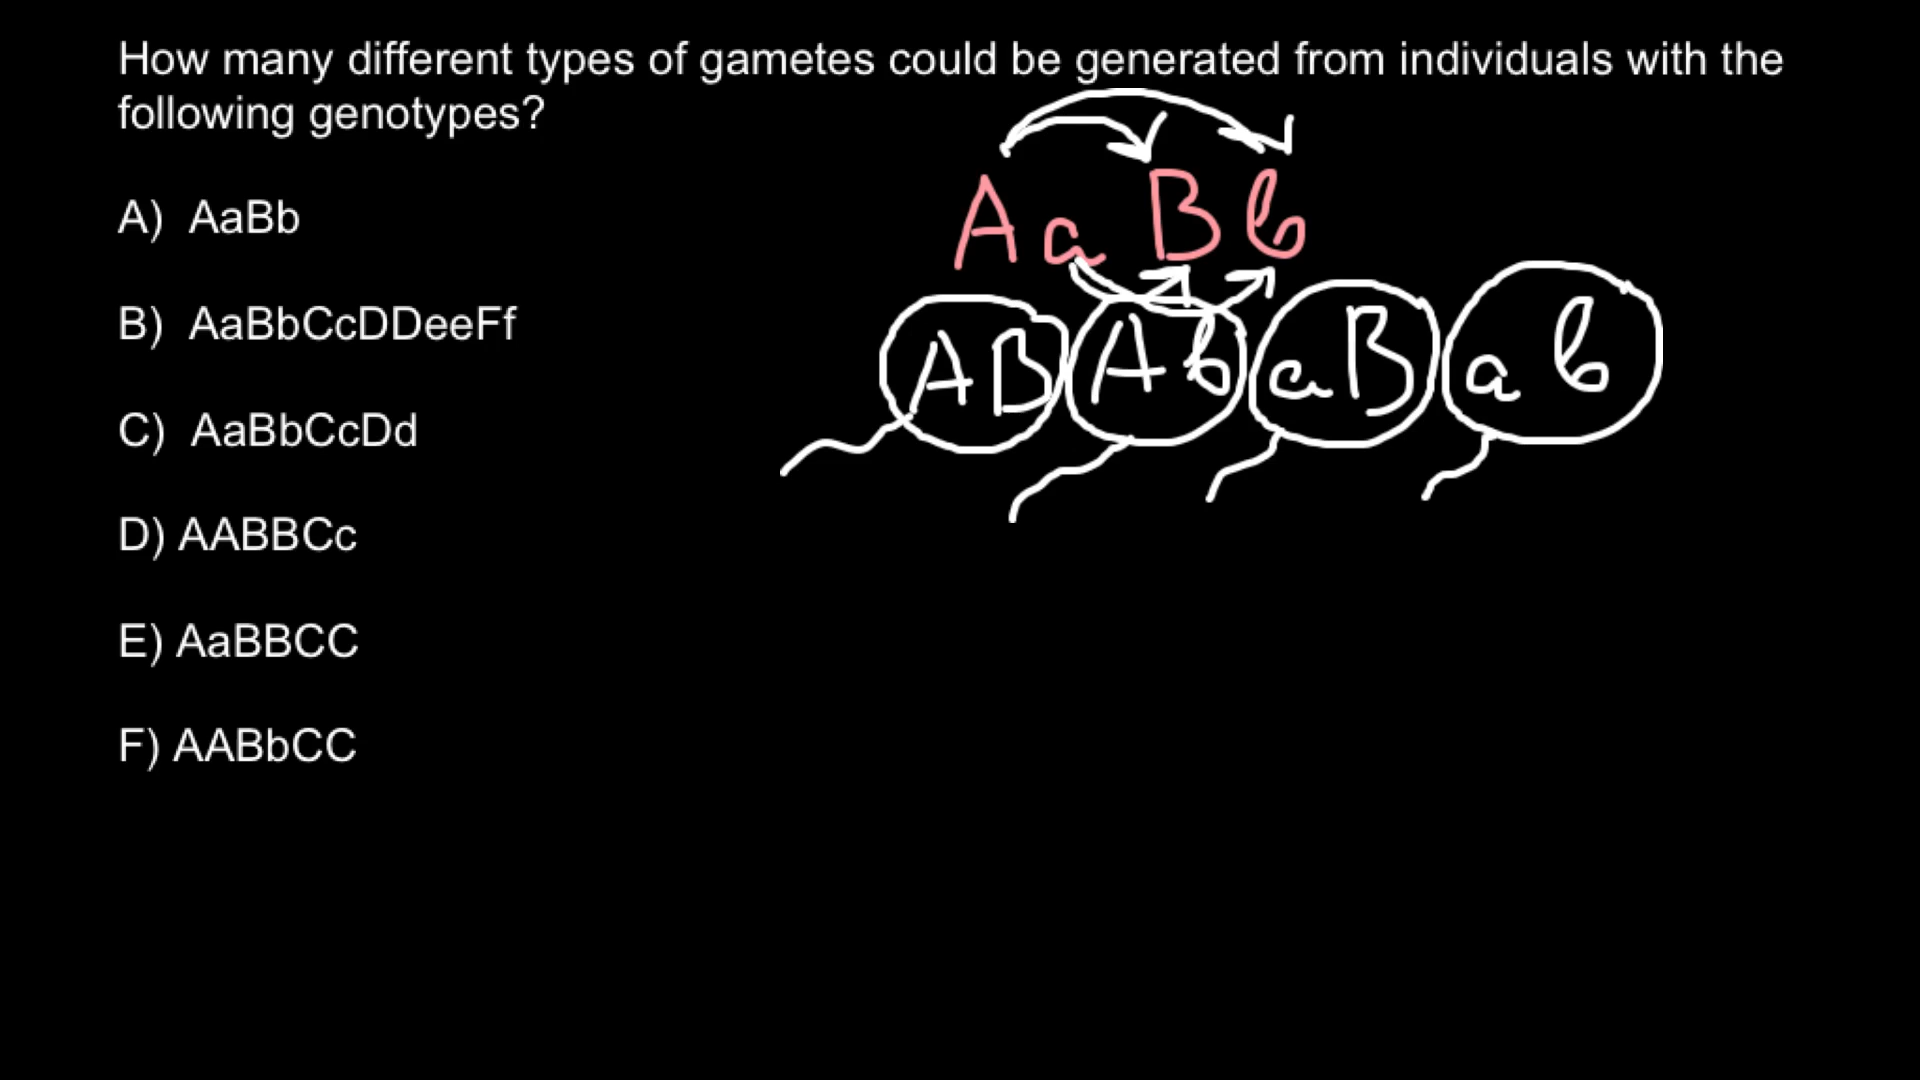 How many different types of gametes could be generated from individuals with the
following genotypes?
A) AaBb
B) AaBbCcDDeeFf
C) AaBbCcDd
D) AABBCc
E) AaBBCC
F) AABbCC
AaBb
AB Ab aB ab